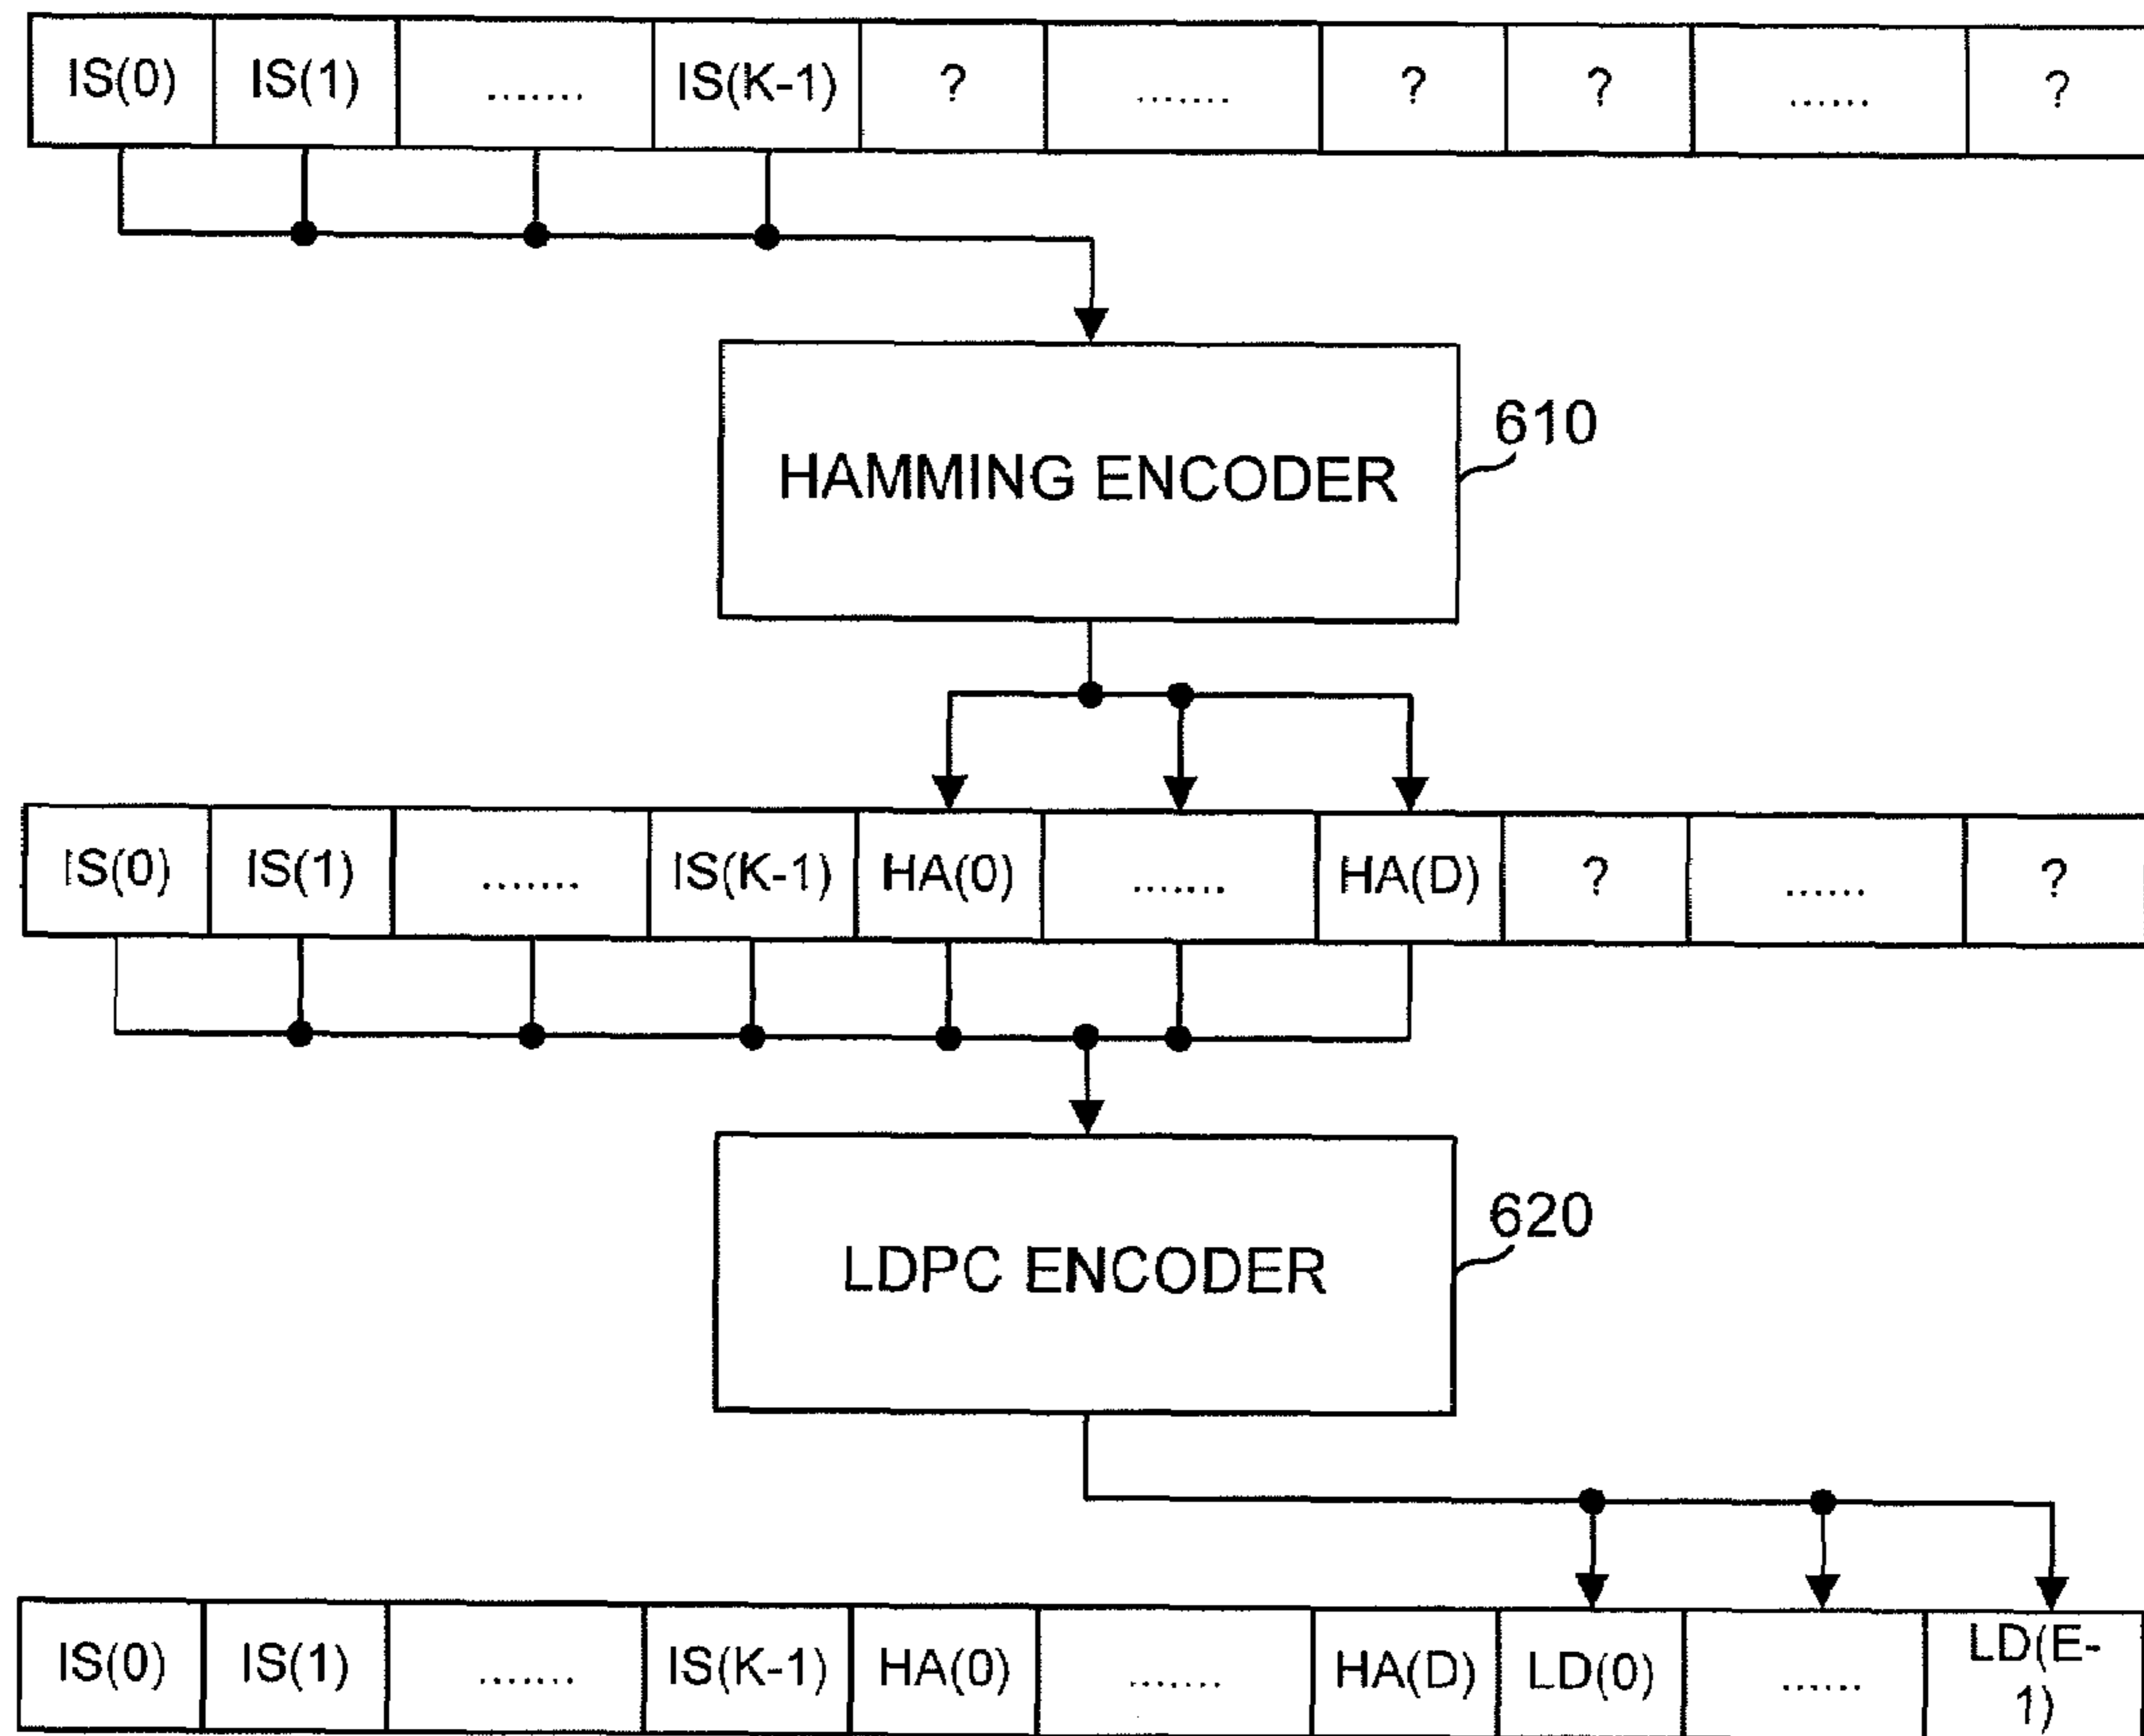 IS(0) IS(1) ....... IS(K-1) ? ....... ? ? ...... ?
HAMMING ENCODER
610
IS(0) IS(1) ....... IS(K-1) HA(0) ....... HA(D) ? ...... ?
LDPC ENCODER
620
IS(0) IS(1) ....... IS(K-1) HA(0) ....... HA(D) LD(0) ...... LD(E-
1)